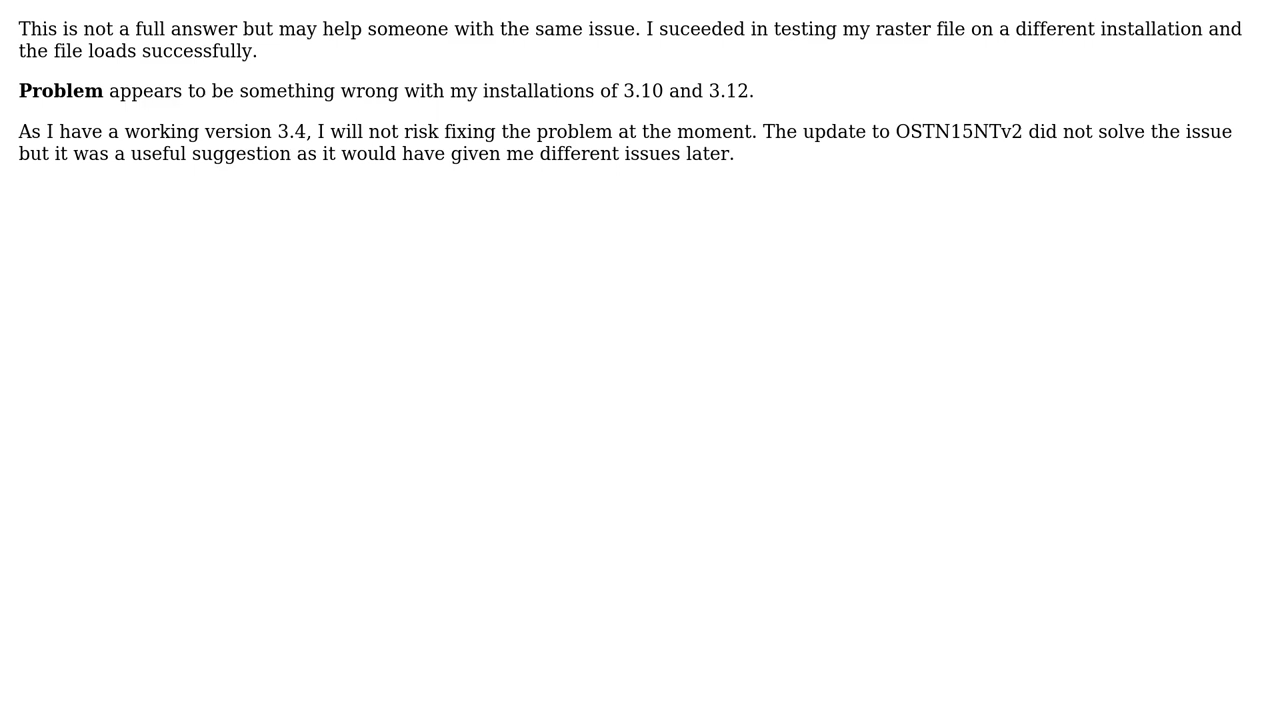 This is not a full answer but may help someone with the same issue. I suceeded in testing my raster file on a different installation and
the file loads successfully.
Problem appears to be something wrong with my installations of 3.10 and 3.12.
As I have a working version 3.4, I will not risk fixing the problem at the moment. The update to OSTN15NTv2 did not solve the issue
but it was a useful suggestion as it would have given me different issues later.